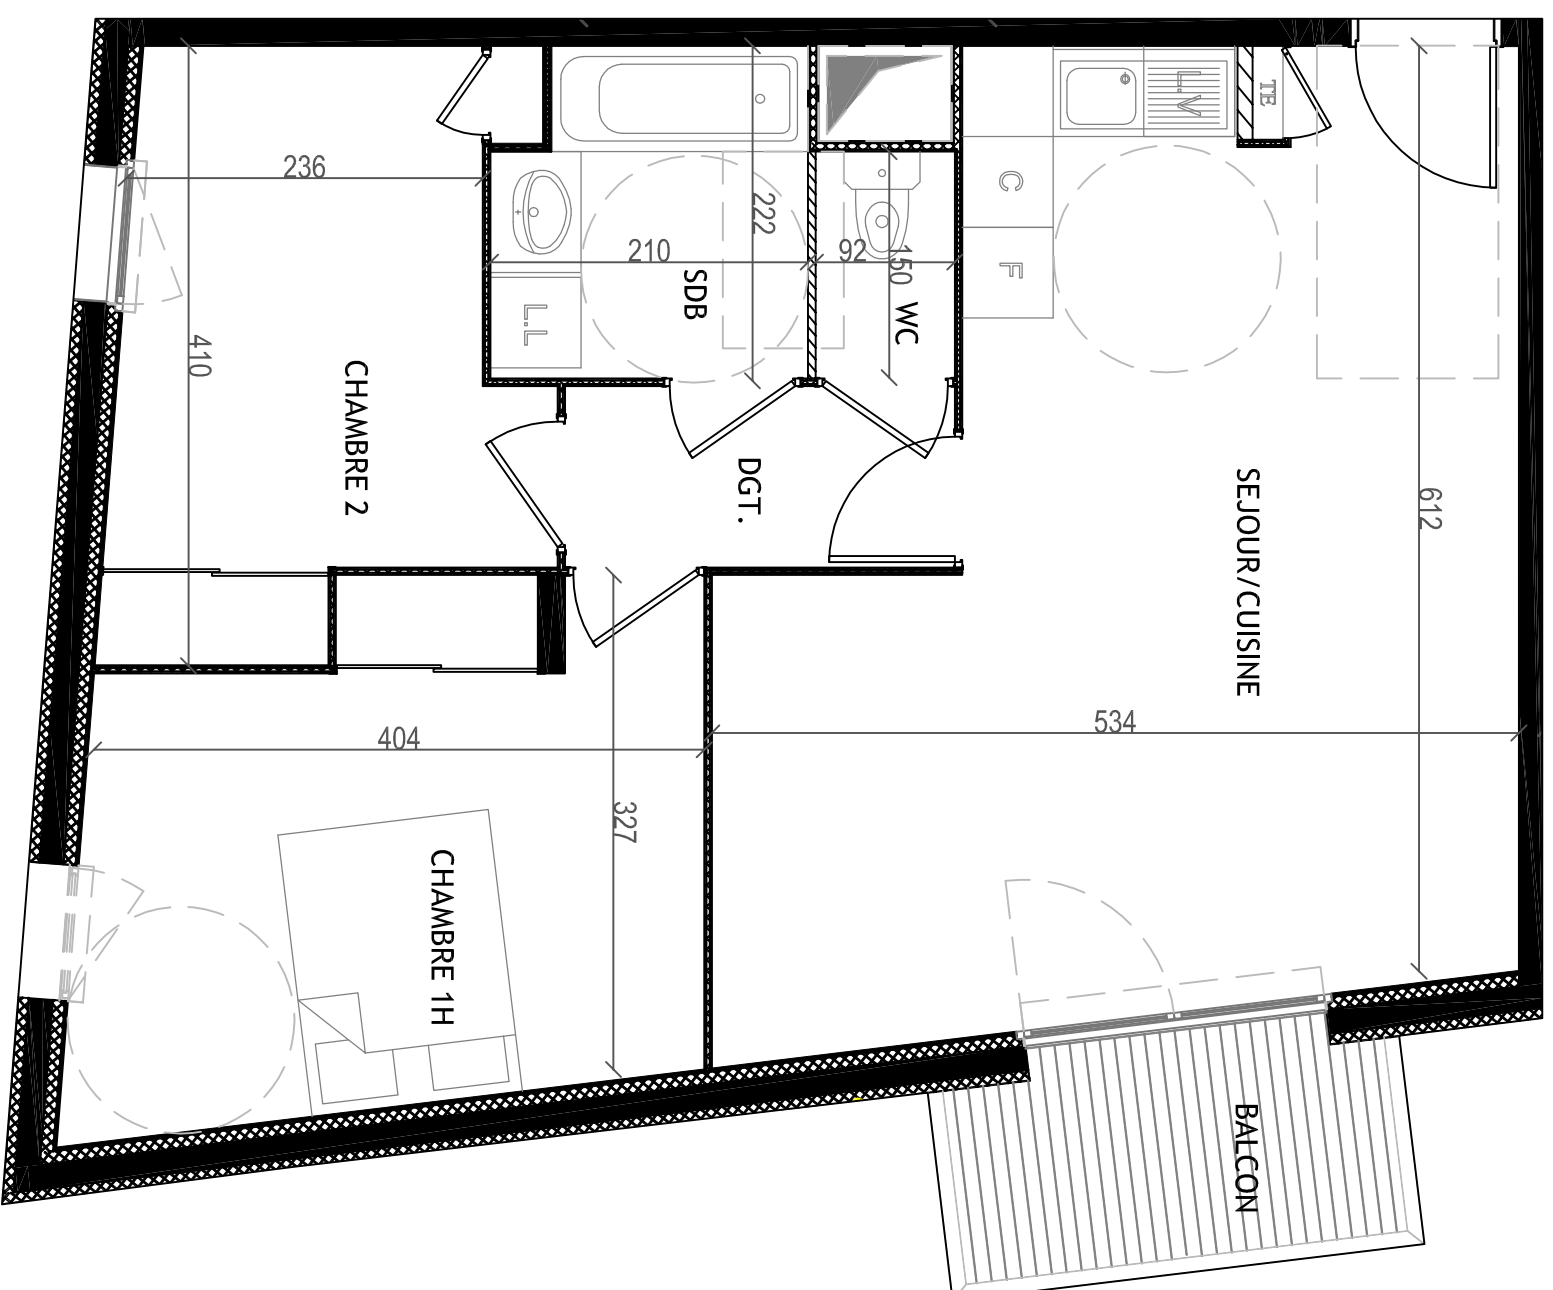 TE
L.V
236
C
222
210
92
150
F
SDB
WC
L.L
410
CHAMBRE 2
DGT.
612
SEJOUR/CUISINE
534
404
327
CHAMBRE 1H
BALCON